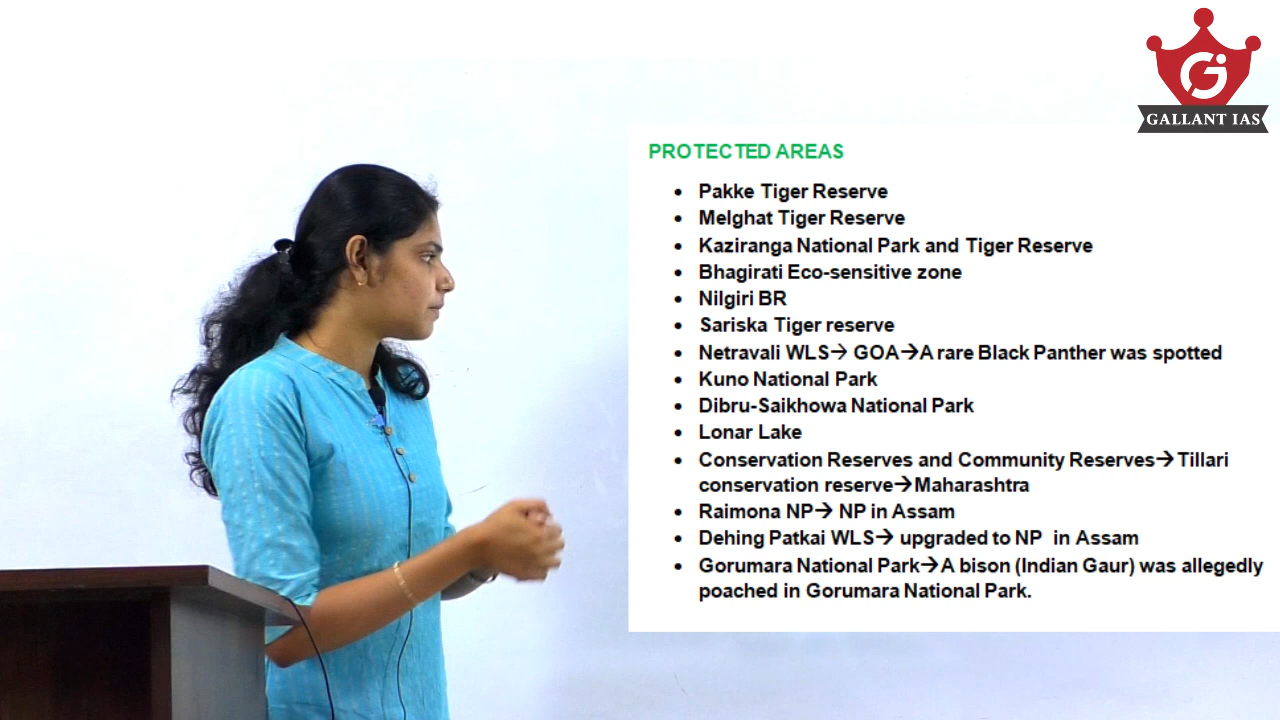 GALLANT IAS
PROTECTED AREAS
• Pakke Tiger Reserve
• Melghat Tiger Reserve
• Kaziranga National Park and Tiger Reserve
• Bhagirati Eco-sensitive zone
• Nilgiri BR
• Sariska Tiger reserve
• Netravali WLS→ GOA→A rare Black Panther was spotted
• Kuno National Park
• Dibru-Saikhowa National Park
• Lonar Lake
• Conservation Reserves and Community Reserves→Tillari
conservation reserve→Maharashtra
• Raimona NP→ NP in Assam
• Dehing Patkai WLS→ upgraded to NP in Assam
• Gorumara National Park→A bison (Indian Gaur) was allegedly
poached in Gorumara National Park.